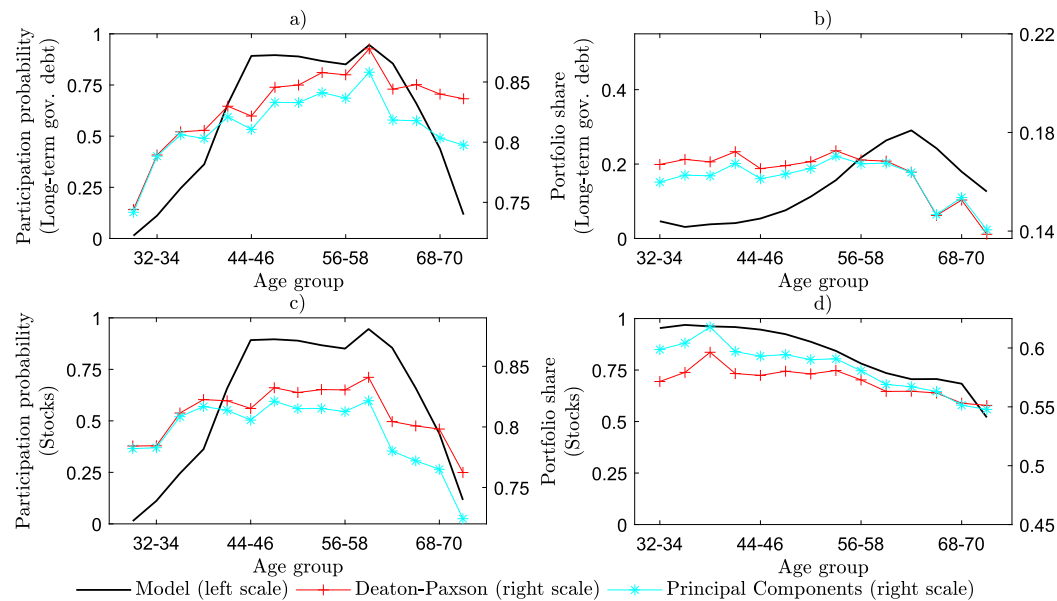 a)
Participation probability
(Long-term gov. debt)
1
0.75
0.5
0.25
0
0.85
0.8
0.75
32-34
44-46
56-58
68-70
Age group
b)
Portfolio share
(Long-term gov. debt)
0.4
0.2
0
0.22
0.18
0.14
32-34
44-46
56-58
68-70
Age group
c)
Participation probability
(Stocks)
1
0.75
0.5
0.25
0
0.85
0.8
0.75
32-34
44-46
56-58
68-70
Age group
d)
Portfolio share
(Stocks)
1
0.75
0.5
0.25
0
0.6
0.55
0.5
0.45
32-34
44-46
56-58
68-70
Age group
Model (left scale) Deaton-Paxson (right scale) Principal Components (right scale)